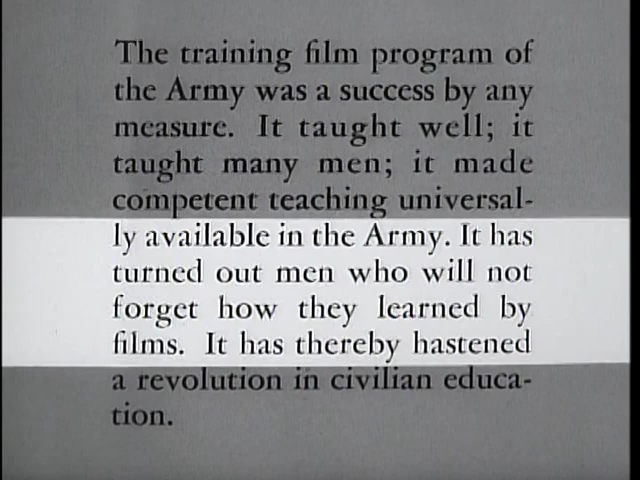 The training film program of
the Army was a success by any
measure. It taught well; it
taught many men; it made
competent teaching universal-
ly available in the Army. It has
turned out men who will not
forget how they learned by
films. It has thereby hastened
a revolution in civilian educa-
tion.